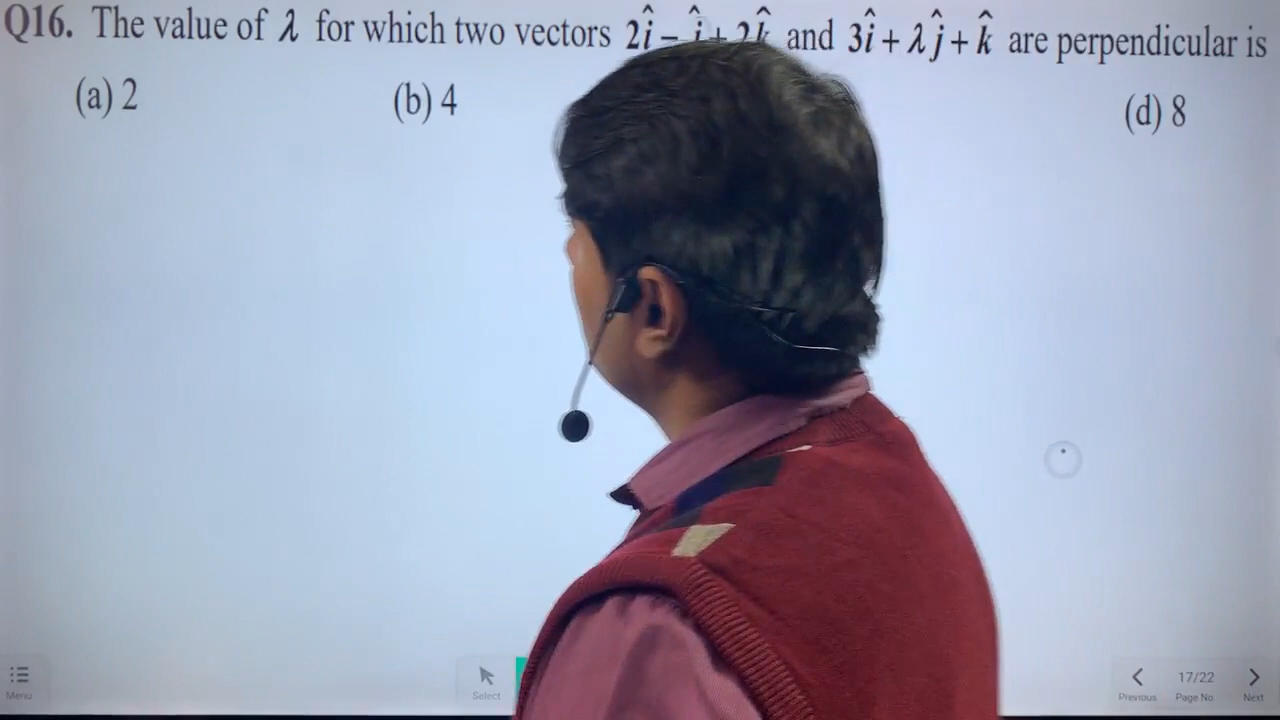 Q16. The value of λ for which two vectors 2î − ĵ + 2k̂ and 3î + λĵ + k̂ are perpendicular is
(a) 2 (b) 4 (d) 8
Menu Select Previous 17/22 Page No. Next